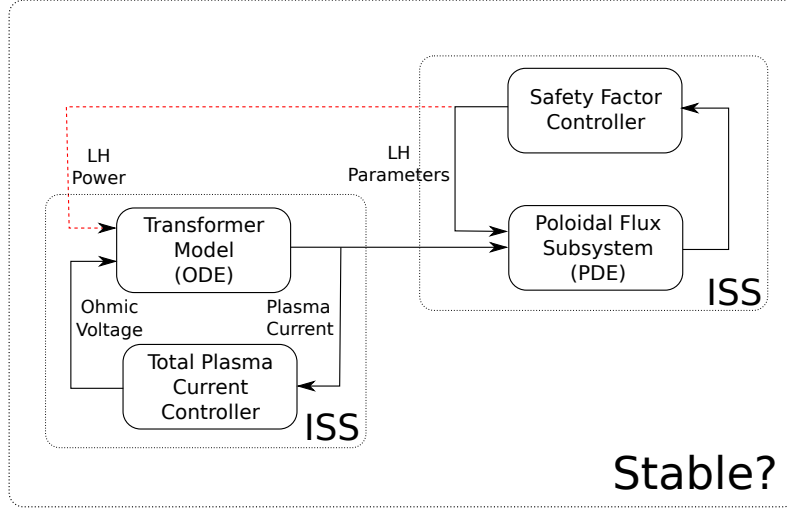 Safety Factor
Controller
LH
Power
LH
Parameters
Transformer
Model
(ODE)
Poloidal Flux
Subsystem
(PDE)
ISS
Ohmic
Voltage
Plasma
Current
Total Plasma
Current
Controller
ISS
Stable?